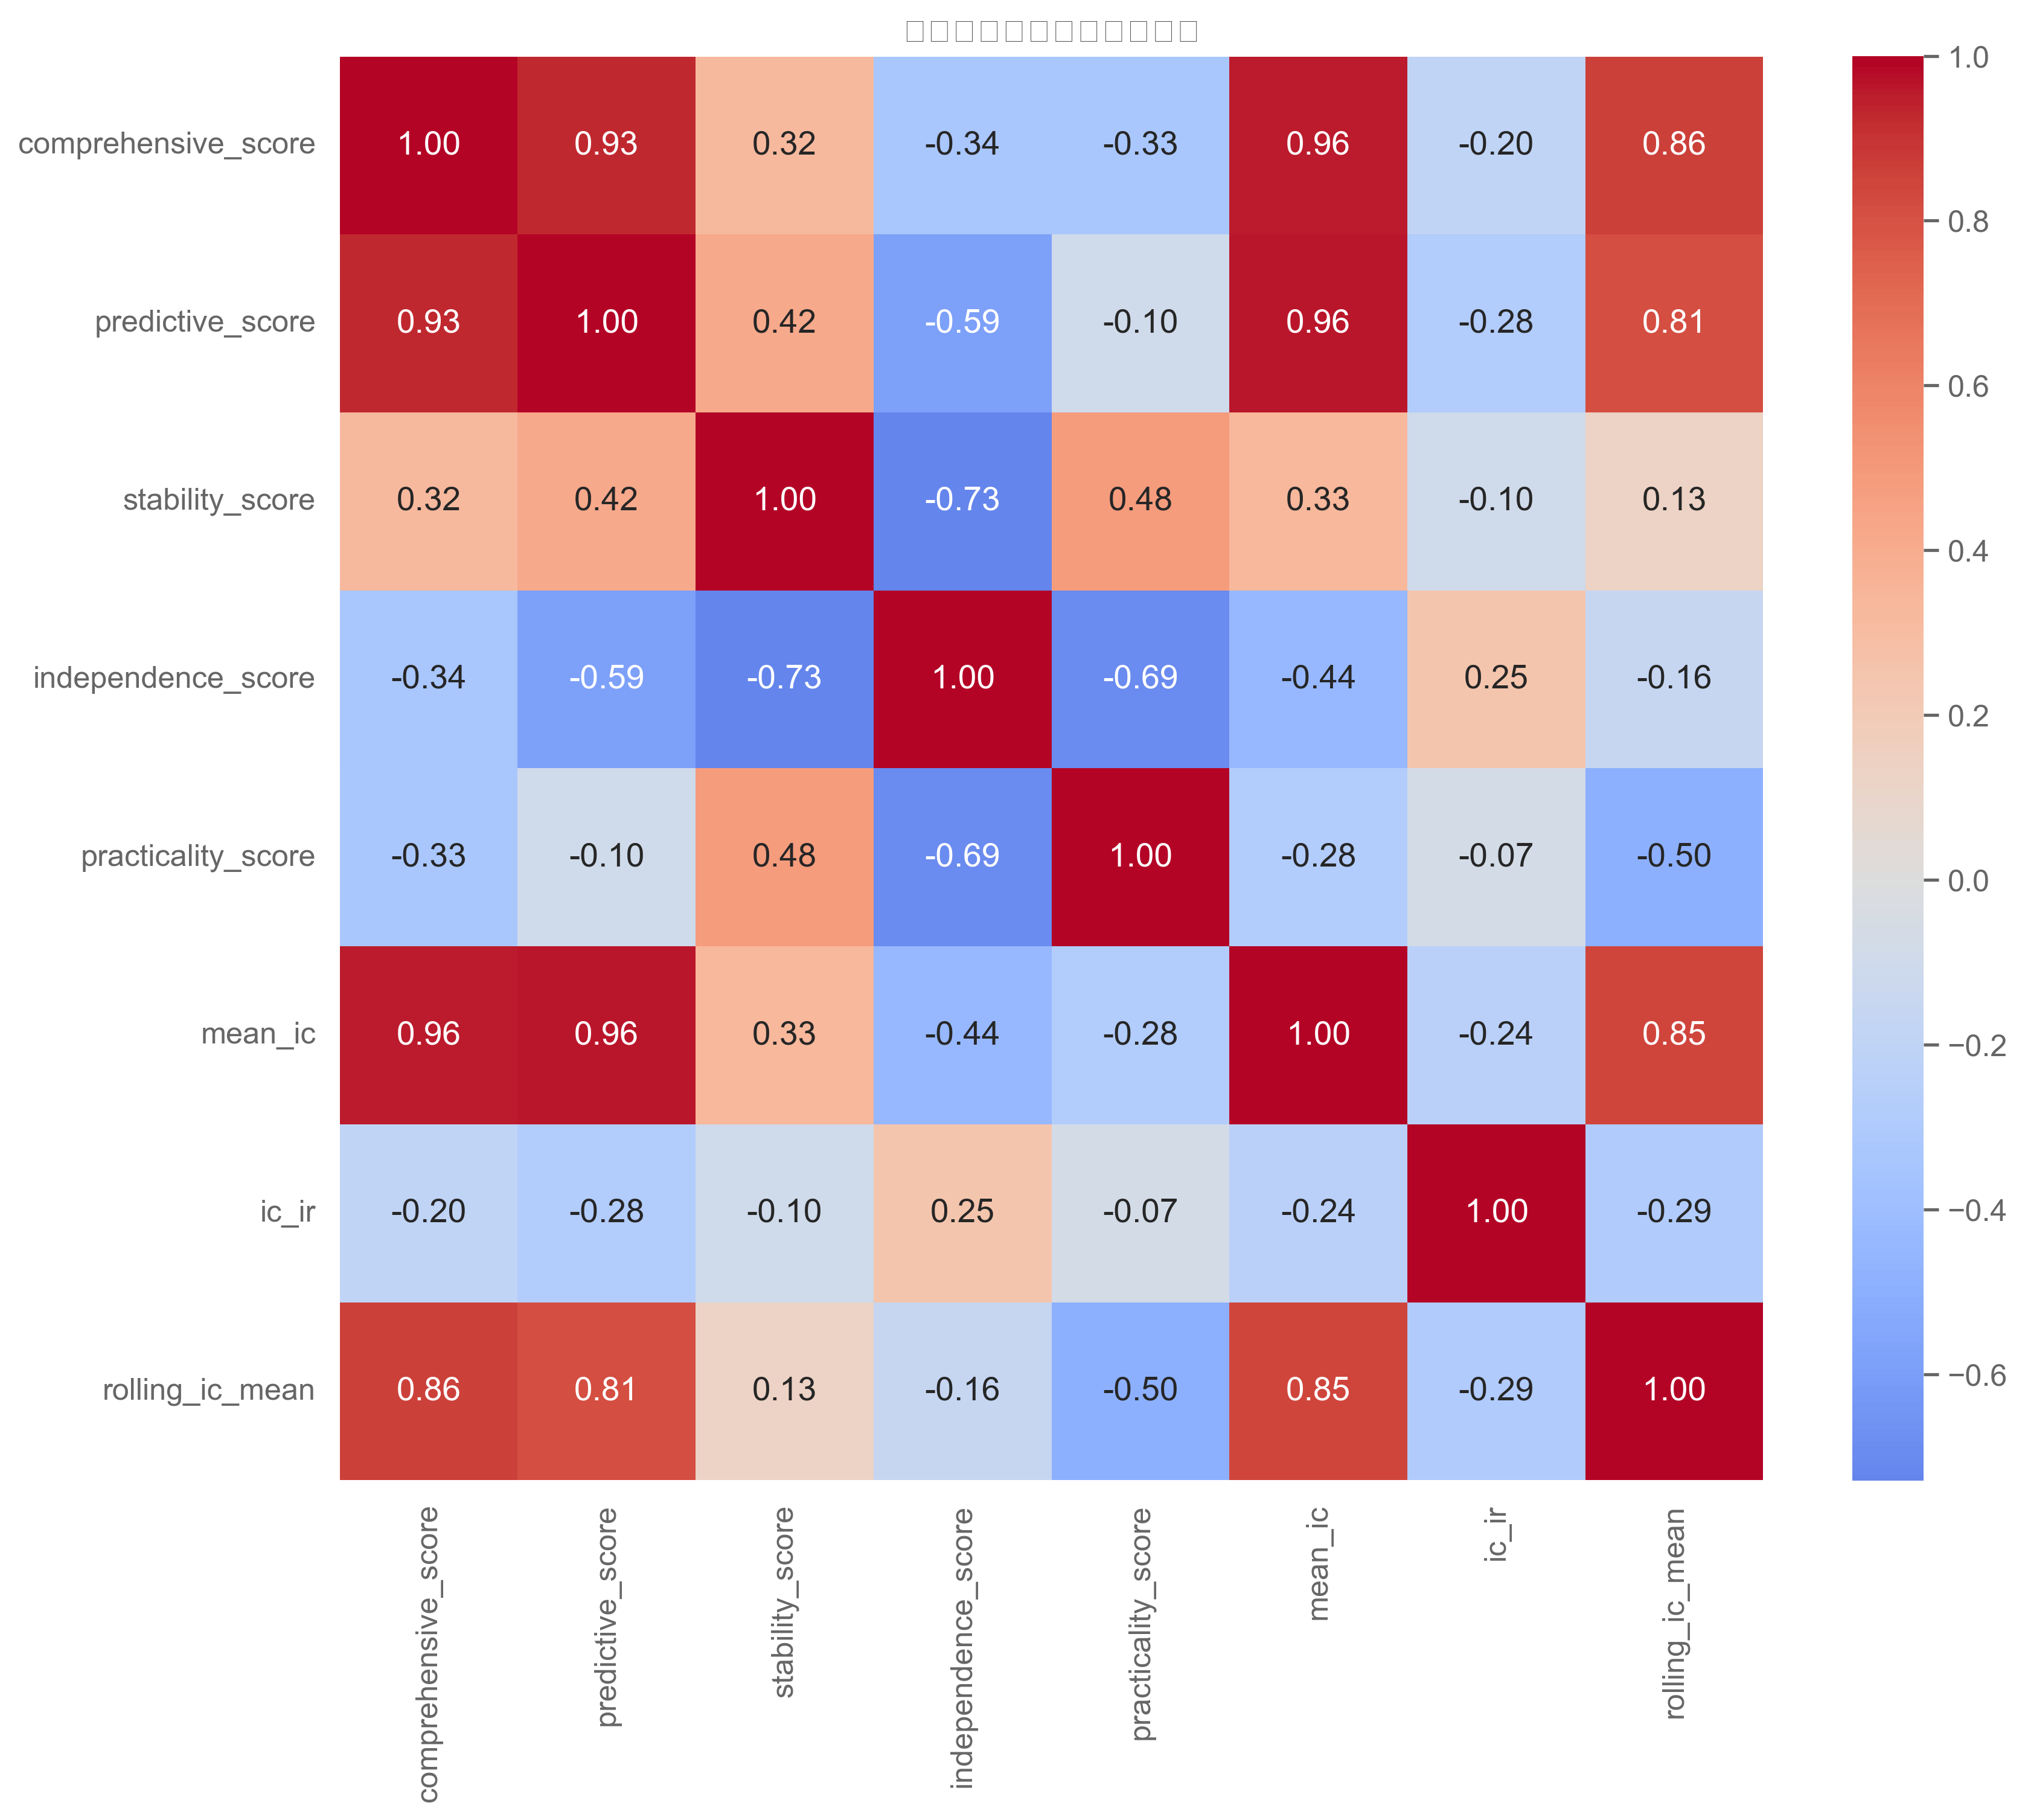 comprehensive_score 1.00 0.93 0.32 -0.34 -0.33 0.96 -0.20 0.86
predictive_score 0.93 1.00 0.42 -0.59 -0.10 0.96 -0.28 0.81
stability_score 0.32 0.42 1.00 -0.73 0.48 0.33 -0.10 0.13
independence_score -0.34 -0.59 -0.73 1.00 -0.69 -0.44 0.25 -0.16
practicality_score -0.33 -0.10 0.48 -0.69 1.00 -0.28 -0.07 -0.50
mean_ic 0.96 0.96 0.33 -0.44 -0.28 1.00 -0.24 0.85
ic_ir -0.20 -0.28 -0.10 0.25 -0.07 -0.24 1.00 -0.29
rolling_ic_mean 0.86 0.81 0.13 -0.16 -0.50 0.85 -0.29 1.00
comprehensive_score
predictive_score
stability_score
independence_score
practicality_score
mean_ic
ic_ir
rolling_ic_mean
1.0
0.8
0.6
0.4
0.2
0.0
−0.2
−0.4
−0.6